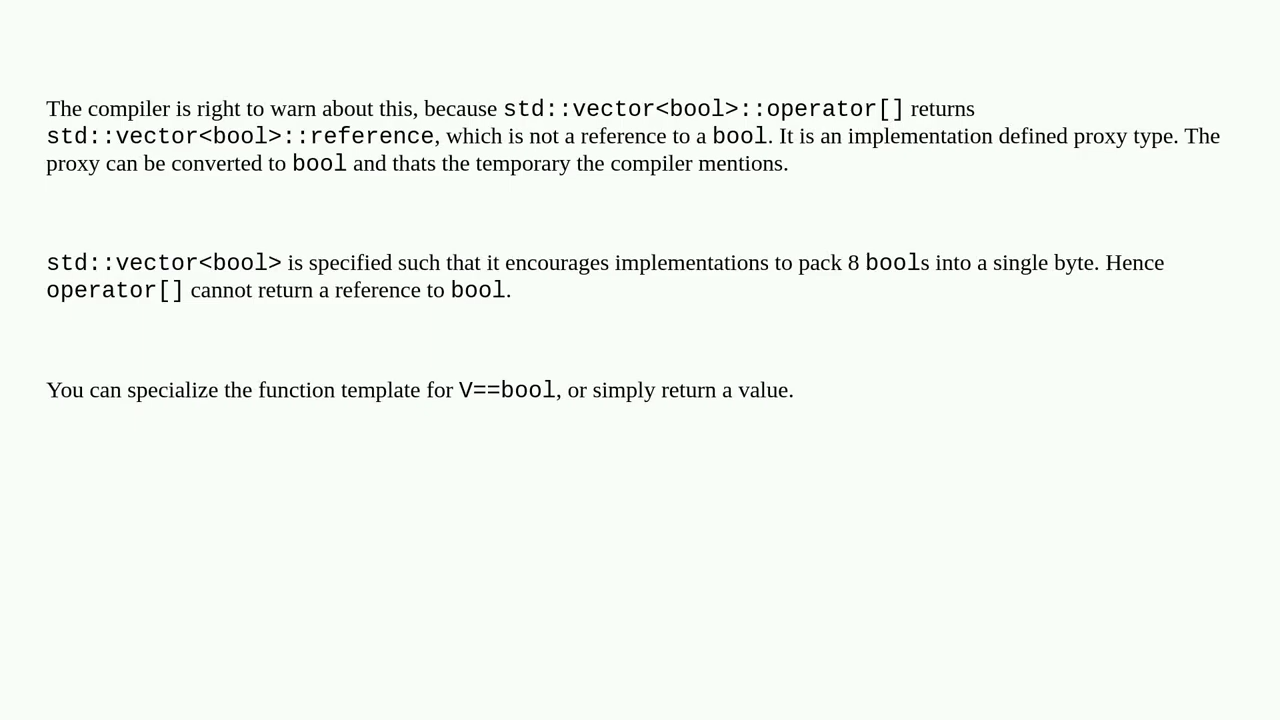 The compiler is right to warn about this, because std::vector<bool>::operator[] returns
std::vector<bool>::reference, which is not a reference to a bool. It is an implementation defined proxy type. The
proxy can be converted to bool and thats the temporary the compiler mentions.
std::vector<bool> is specified such that it encourages implementations to pack 8 bools into a single byte. Hence
operator[] cannot return a reference to bool.
You can specialize the function template for V==bool, or simply return a value.